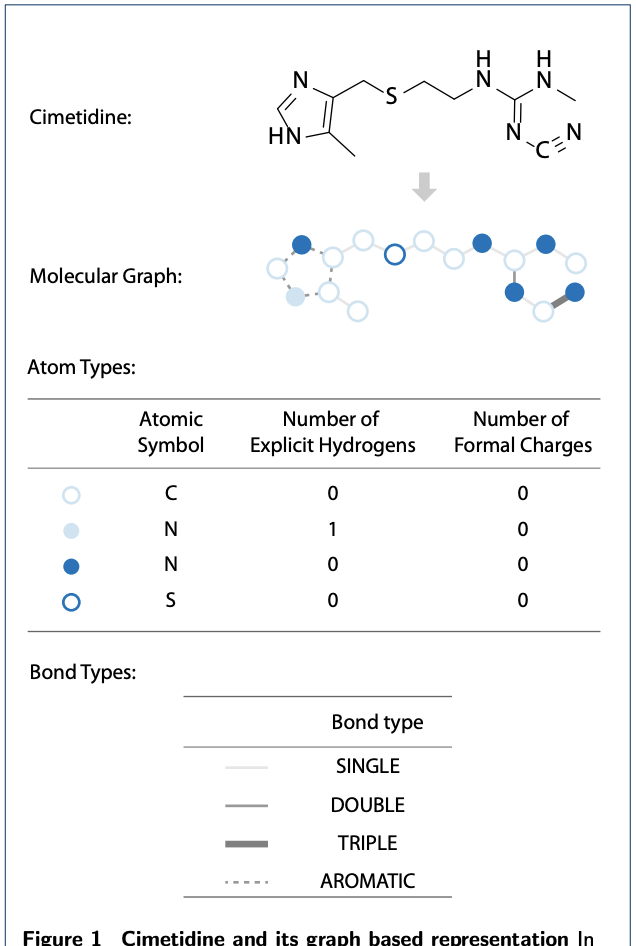 Cimetidine:
N
HN
S
H
N
H
N
N
C
N
Molecular Graph:
Atom Types:
Atomic Symbol Number of Explicit Hydrogens Number of Formal Charges
C 0 0
N 1 0
N 0 0
S 0 0
Bond Types:
Bond type
SINGLE
DOUBLE
TRIPLE
AROMATIC
Figure 1 Cimetidine and its graph based representation In